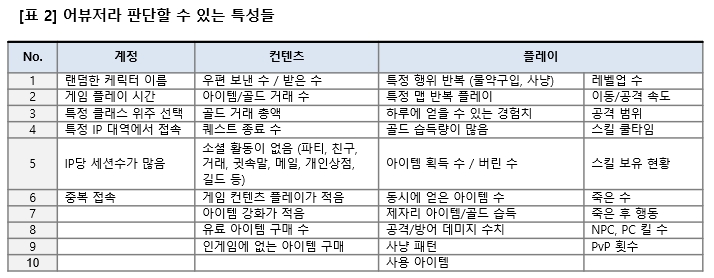 [표 2] 어뷰저라 판단할 수 있는 특성들
No. 계정 컨텐츠 플레이
1 랜덤한 케릭터 이름 우편 보낸 수 / 받은 수 특정 행위 반복 (물약구입, 사냥) 레벨업 수
2 게임 플레이 시간 아이템/골드 거래 수 특정 맵 반복 플레이 이동/공격 속도
3 특정 클래스 위주 선택 골드 거래 총액 하루에 얻을 수 있는 경험치 공격 범위
4 특정 IP 대역에서 접속 퀘스트 종료 수 골드 습득량이 많음 스킬 쿨타임
5 IP당 세션수가 많음 소셜 활동이 없음 (파티, 친구,
거래, 귓속말, 메일, 개인상점,
길드 등) 아이템 획득 수 / 버린 수 스킬 보유 현황
6 중복 접속 게임 컨텐츠 플레이가 적음 동시에 얻은 아이템 수 죽은 수
7 아이템 강화가 적음 제자리 아이템/골드 습득 죽은 후 행동
8 유료 아이템 구매 수 공격/방어 데미지 수치 NPC, PC 킬 수
9 인게임에 없는 아이템 구매 사냥 패턴 PvP 횟수
10 사용 아이템